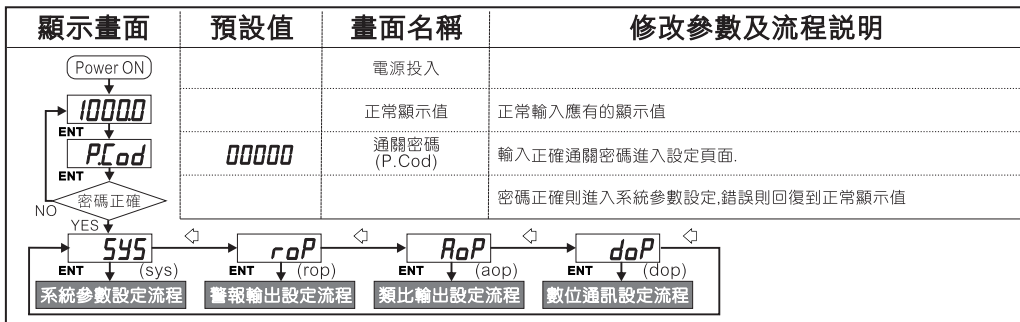 顯示畫面 預設值 畫面名稱 修改參數及流程説明
Power ON 電源投入
1000.0 正常顯示值 正常輸入應有的顯示值
ENT
P.Cod 00000 通關密碼 (P.Cod) 輸入正確通關密碼進入設定頁面.
ENT
密碼正確 密碼正確則進入系統參數設定,錯誤則回復到正常顯示值
NO
YES
SYS roP AoP doP
ENT (sys) ENT (rop) ENT (aop) ENT (dop)
系統參數設定流程 警報輸出設定流程 類比輸出設定流程 數位通訊設定流程